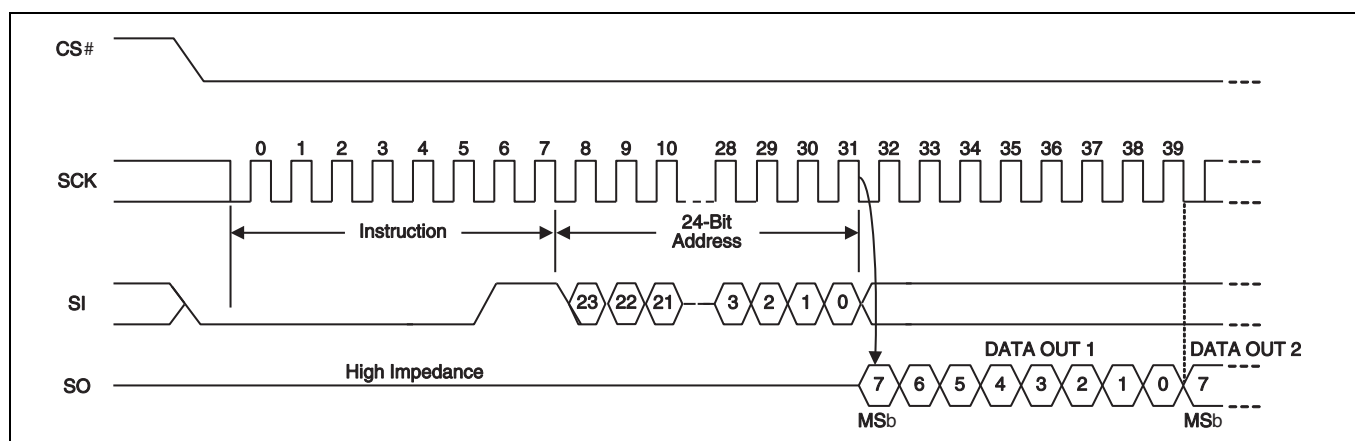 CS#
0 1 2 3 4 5 6 7 8 9 10 28 29 30 31 32 33 34 35 36 37 38 39
SCK
Instruction
24-Bit
Address
SI
23 22 21 3 2 1 0
DATA OUT 1 DATA OUT 2
High Impedance
SO
7 6 5 4 3 2 1 0 7
MSb MSb